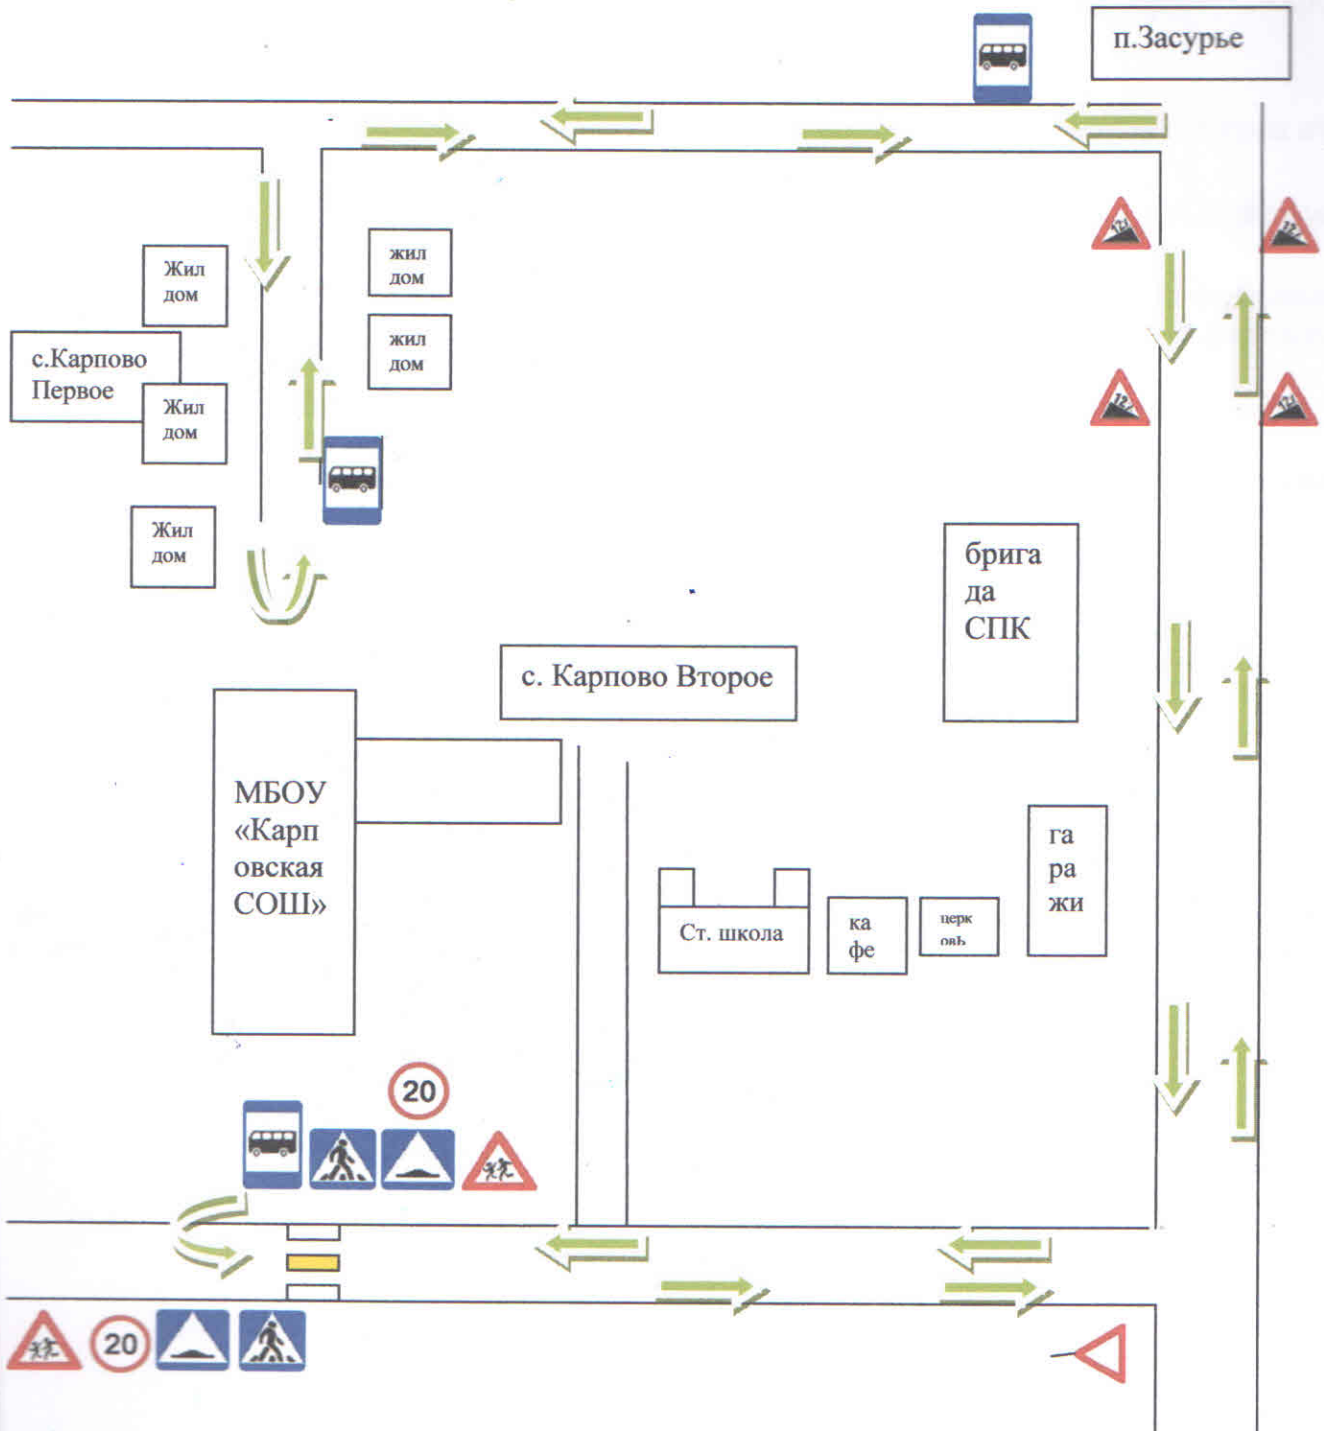 п.Засурье
жил
дом
Жил
дом
жил
дом
с.Карпово
Первое
Жил
дом
Жил
дом
брига
да
СПК
с. Карпово Второе
МБОУ
«Карп
овская
СОШ»
га
ра
жи
Ст. школа
ка
фе
церк
овь
20
20